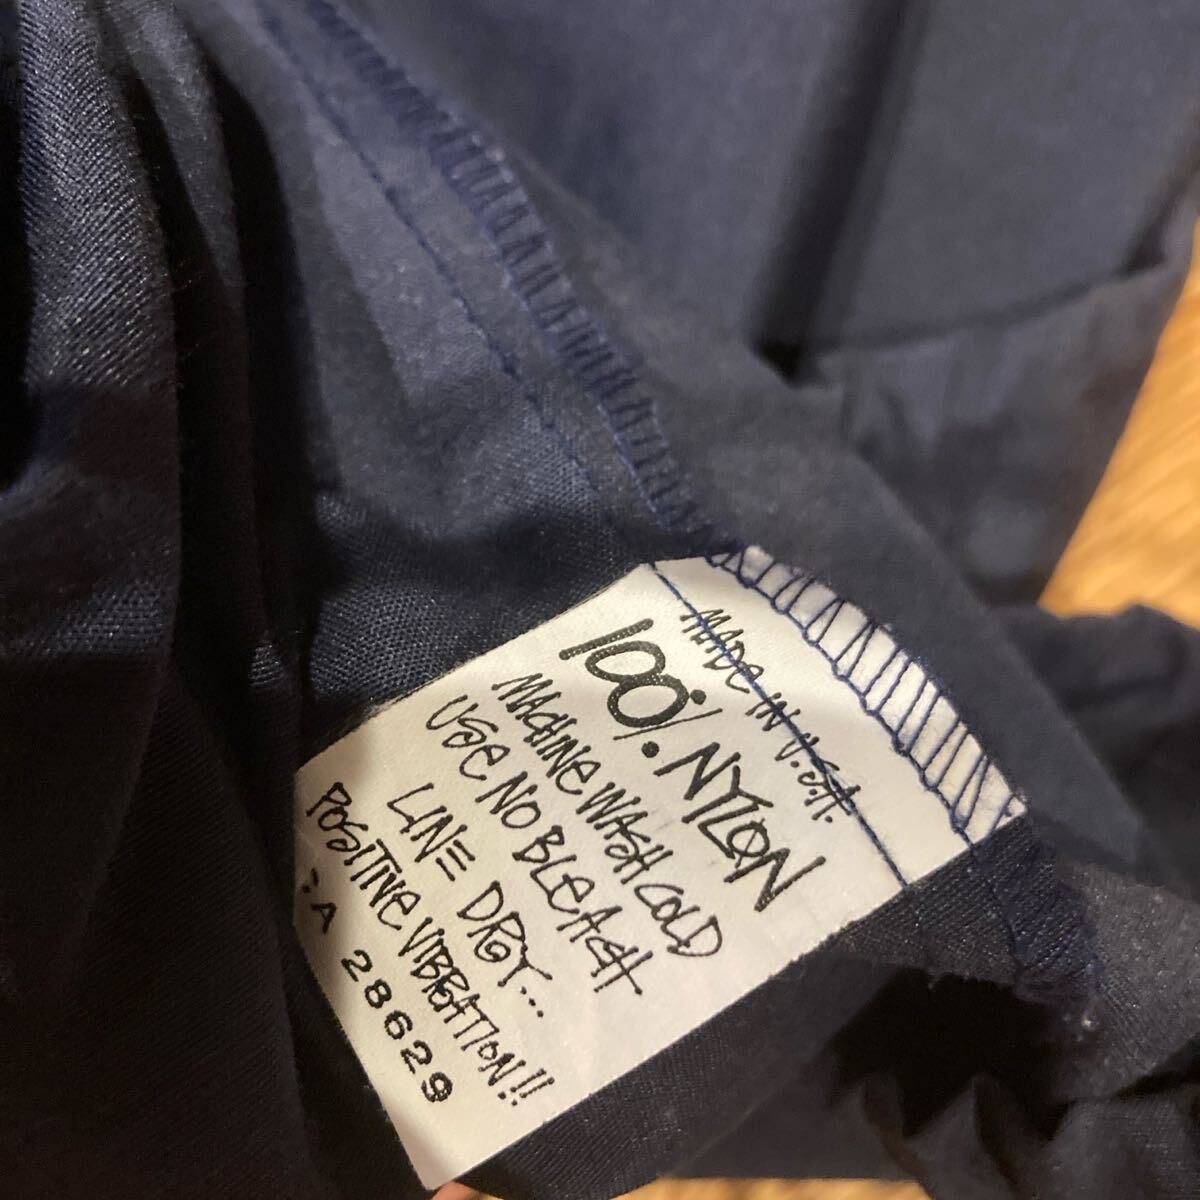 MADE IN U.S.A.
100%. NYLON
MACHINE WASH COLD
USE NO BLEACH
LINE DRY...
POSITIVE VIBRATION!!
: A 28629